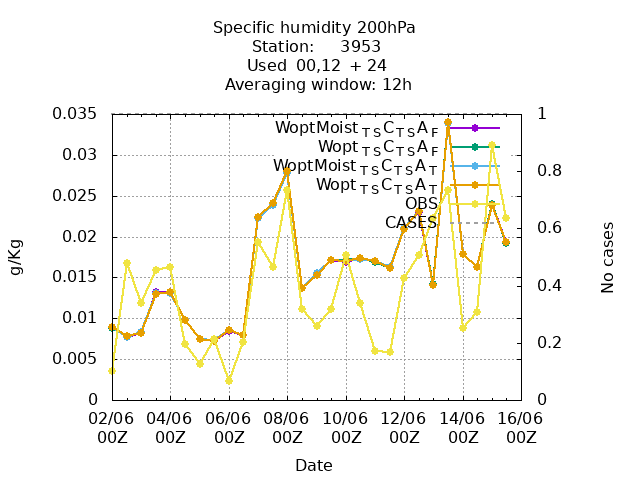 Specific humidity 200hPa
Station: 3953
Used 00,12 + 24
Averaging window: 12h
0.035 1
WoptMoist TS C TS A F
Wopt TS C TS A F
0.03
WoptMoist TS C TS A T
0.8
Wopt TS C TS A T
0.025
OBS
CASES
0.02 0.6
g/Kg
No cases
0.015
0.4
0.01
0.005 0.2
0 0
02/06 04/06 06/06 08/06 10/06 12/06 14/06 16/06
00Z 00Z 00Z 00Z 00Z 00Z 00Z 00Z
Date